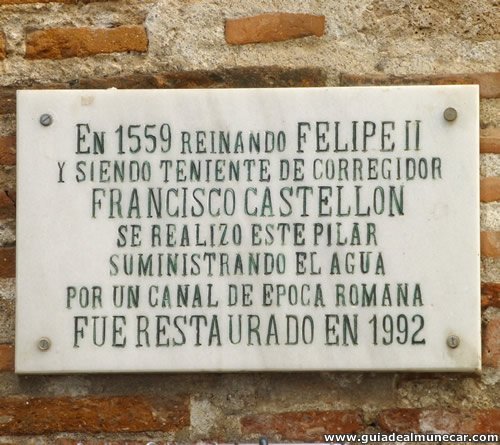 EN 1559 REINANDO FELIPE II
Y SIENDO TENIENTE DE CORREGIDOR
FRANCISCO CASTELLON
SE REALIZO ESTE PILAR
SUMINISTRANDO EL AGUA
POR UN CANAL DE EPOCA ROMANA
FUE RESTAURADO EN 1992
www.guiadealmunecar.com